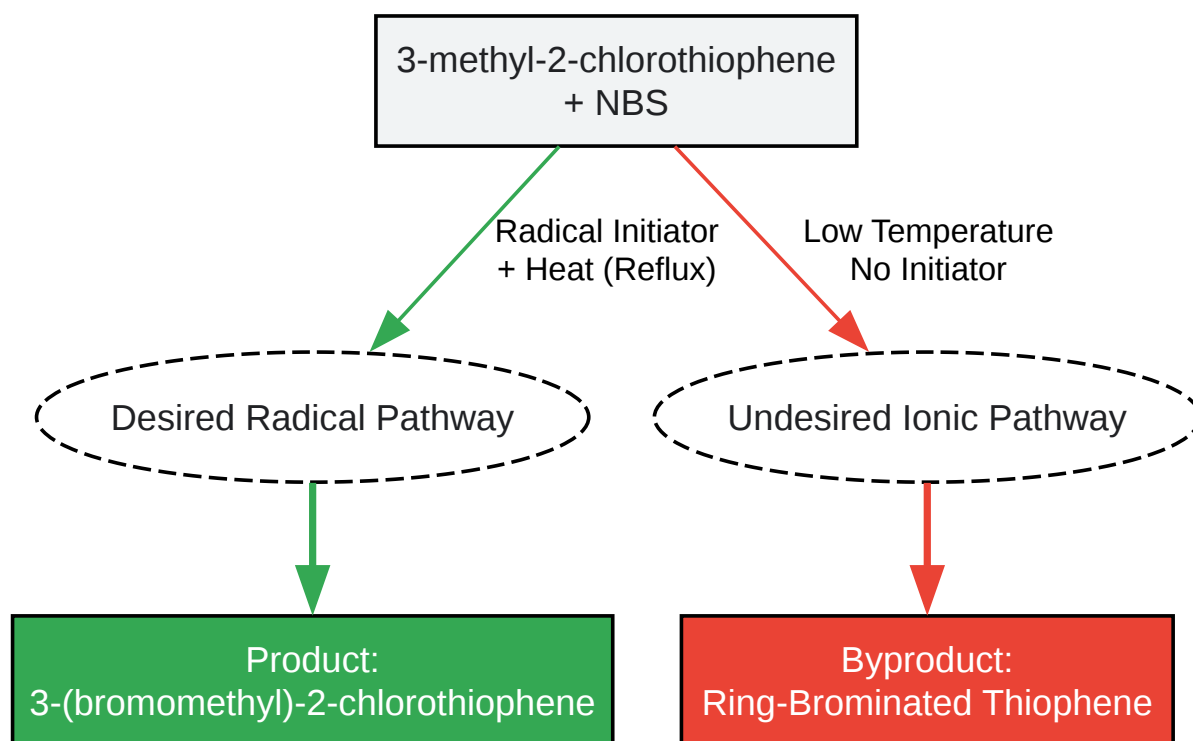 3-methyl-2-chlorothiophene
+ NBS
Radical Initiator
+ Heat (Reflux)
Low Temperature
No Initiator
Desired Radical Pathway
Undesired Ionic Pathway
Product:
3-(bromomethyl)-2-chlorothiophene
Byproduct:
Ring-Brominated Thiophene